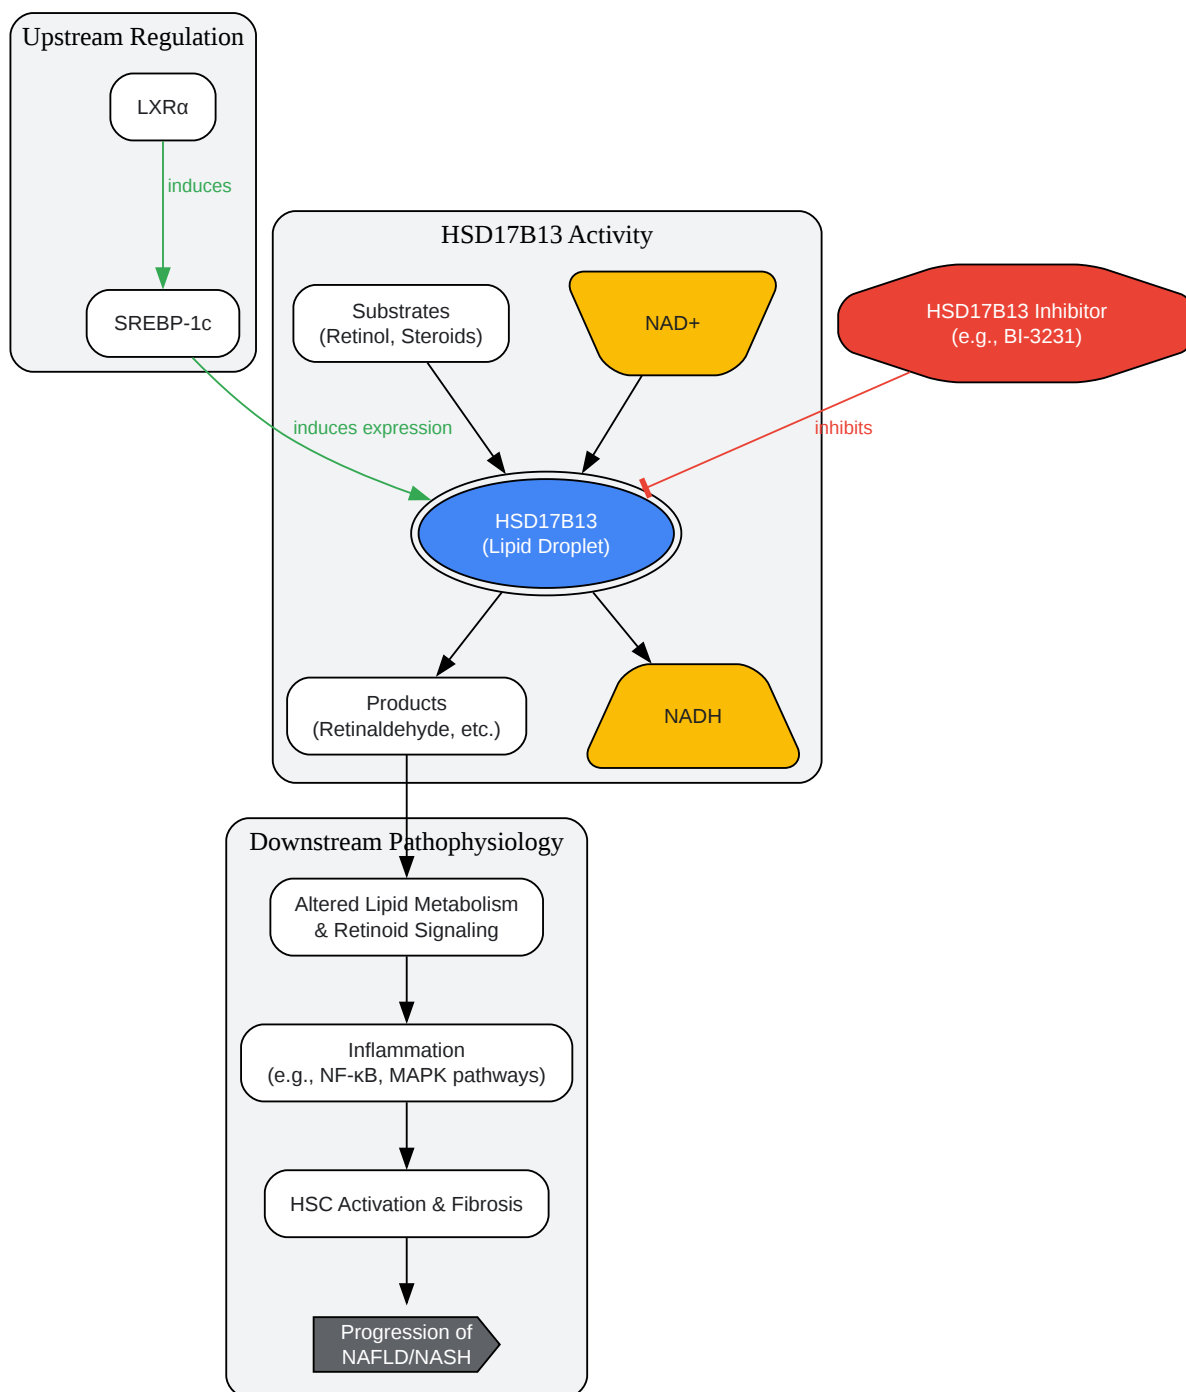 Upstream Regulation
LXRα
induces
SREBP-1c
HSD17B13 Activity
Substrates
(Retinol, Steroids)
NAD+
HSD17B13 Inhibitor
(e.g., BI-3231)
induces expression
inhibits
HSD17B13
(Lipid Droplet)
Products
(Retinaldehyde, etc.)
NADH
Downstream Pathophysiology
Altered Lipid Metabolism
& Retinoid Signaling
Inflammation
(e.g., NF-κB, MAPK pathways)
HSC Activation & Fibrosis
Progression of
NAFLD/NASH